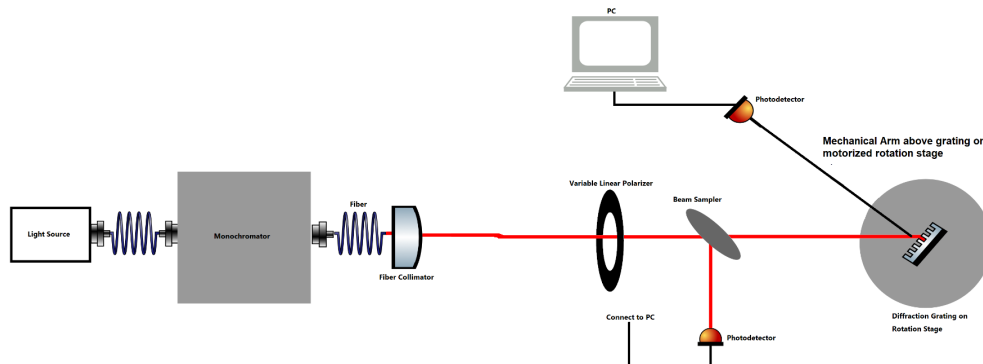 PC
Photodetector
Mechanical Arm above grating on
motorized rotation stage
Variable Linear Polarizer
Beam Sampler
Fiber
Light Source
Monochromator
Fiber Collimator
Diffraction Grating on
Rotation Stage
Connect to PC
Photodetector